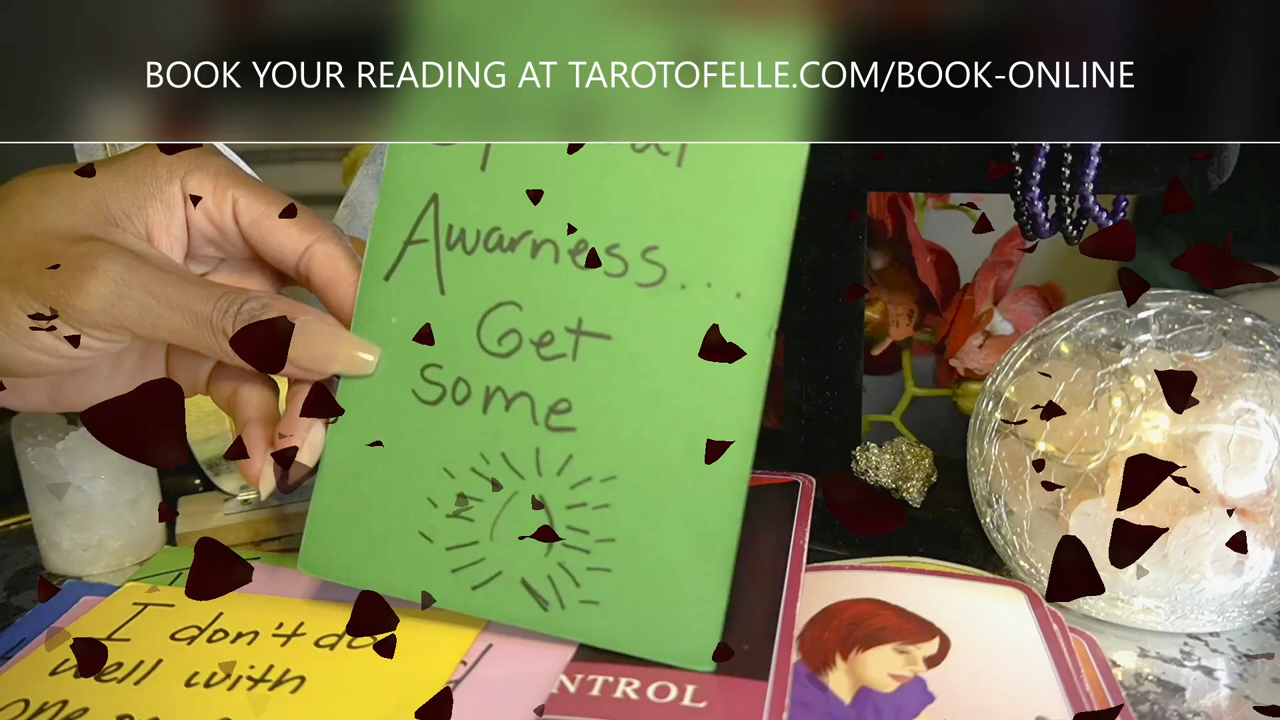 BOOK YOUR READING AT TAROTOFELLE.COM/BOOK-ONLINE
Awarness...
Get
some
I don't do
well with
NTROL